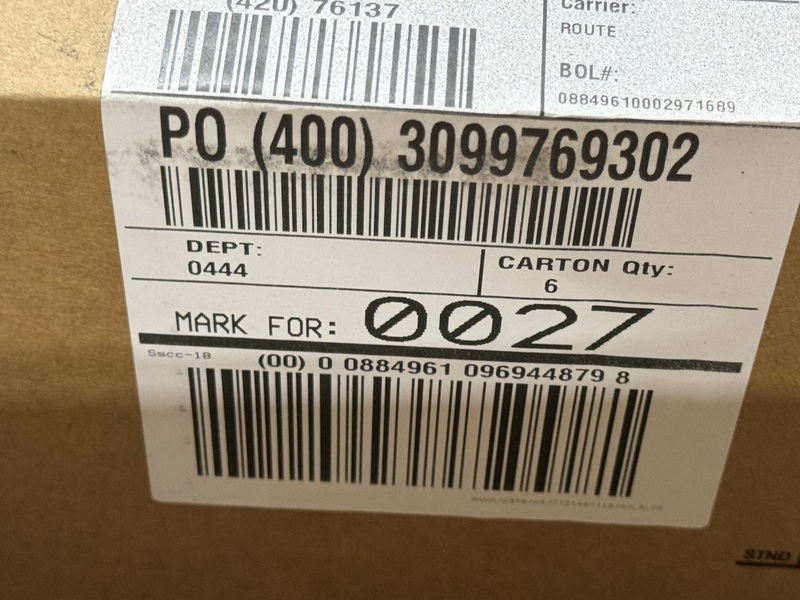 (420) 76137
Carrier:
ROUTE
BOL#:
08849610002971689
PO (400) 3099769302
DEPT:
0444
CARTON Qty:
6
MARK FOR: 0027
Sscc-18
(00) 0 0884961 096944879 8
STND